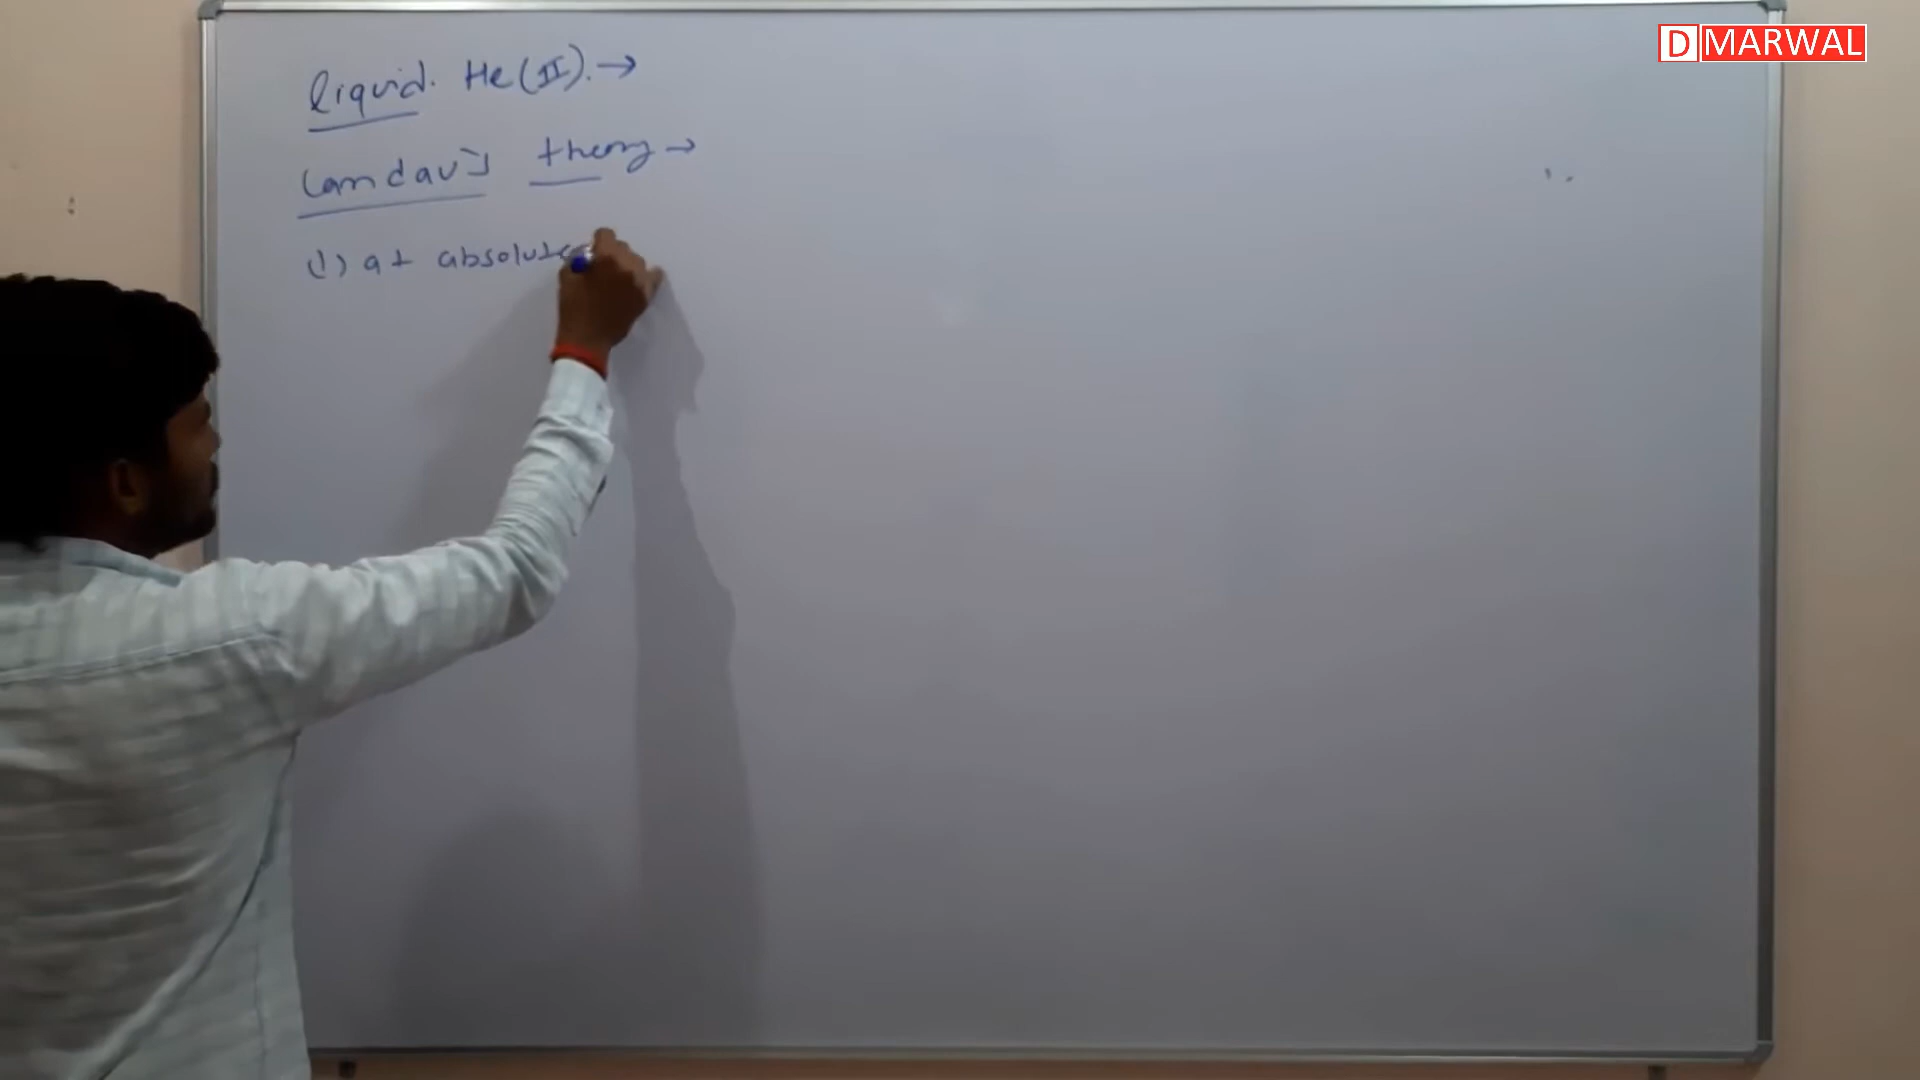 D MARWAL
liquid. He (II). →
Landau's theory →
(1) at absolute